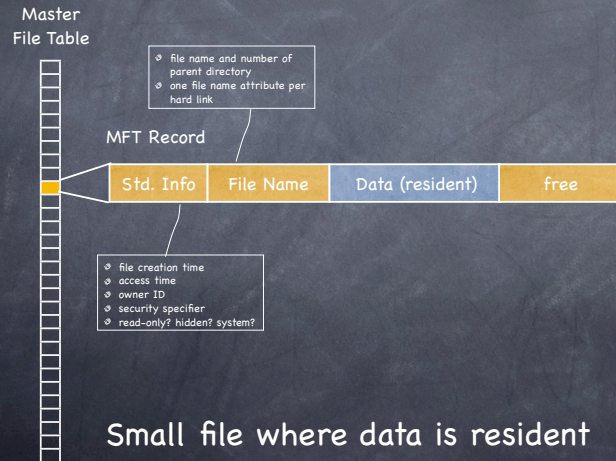 Master
File Table
file name and number of
parent directory
one file name attribute per
hard link
MFT Record
Std. Info
File Name
Data (resident)
free
file creation time
access time
owner ID
security specifier
read-only? hidden? system?
Small file where data is resident